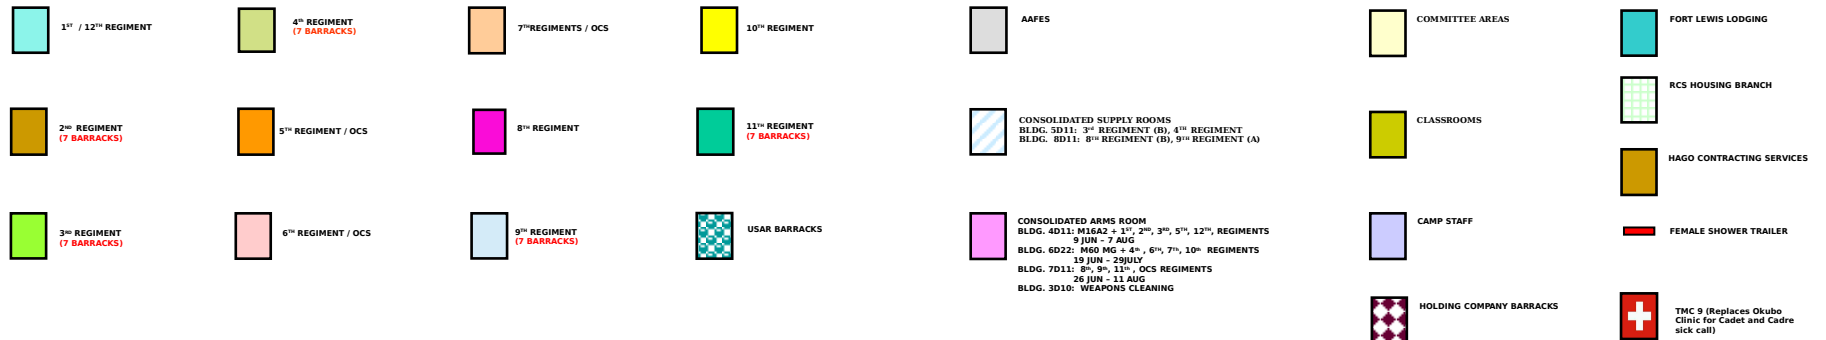 1ST / 12TH REGIMENT
4th REGIMENT
(7 BARRACKS)
7THREGIMENTS / OCS
10TH REGIMENT
AAFES
COMMITTEE AREAS
FORT LEWIS LODGING
RCS HOUSING BRANCH
2ND REGIMENT
(7 BARRACKS)
5TH REGIMENT / OCS
8TH REGIMENT
11TH REGIMENT
(7 BARRACKS)
CONSOLIDATED SUPPLY ROOMS
BLDG. 5D11: 3rd REGIMENT (B), 4TH REGIMENT
BLDG. 8D11: 8TH REGIMENT (B), 9TH REGIMENT (A)
CLASSROOMS
HAGO CONTRACTING SERVICES
3RD REGIMENT
(7 BARRACKS)
6TH REGIMENT / OCS
9TH REGIMENT
(7 BARRACKS)
USAR BARRACKS
CONSOLIDATED ARMS ROOM
BLDG. 4D11: M16A2 + 1ST, 2ND, 3RD, 5TH, 12TH, REGIMENTS
9 JUN – 7 AUG
BLDG. 6D22: M60 MG + 4th , 6TH, 7Th, 10th REGIMENTS
19 JUN – 29JULY
BLDG. 7D11: 8th, 9th, 11th , OCS REGIMENTS
26 JUN – 11 AUG
BLDG. 3D10: WEAPONS CLEANING
CAMP STAFF
FEMALE SHOWER TRAILER
HOLDING COMPANY BARRACKS
TMC 9 (Replaces Okubo
Clinic for Cadet and Cadre
sick call)